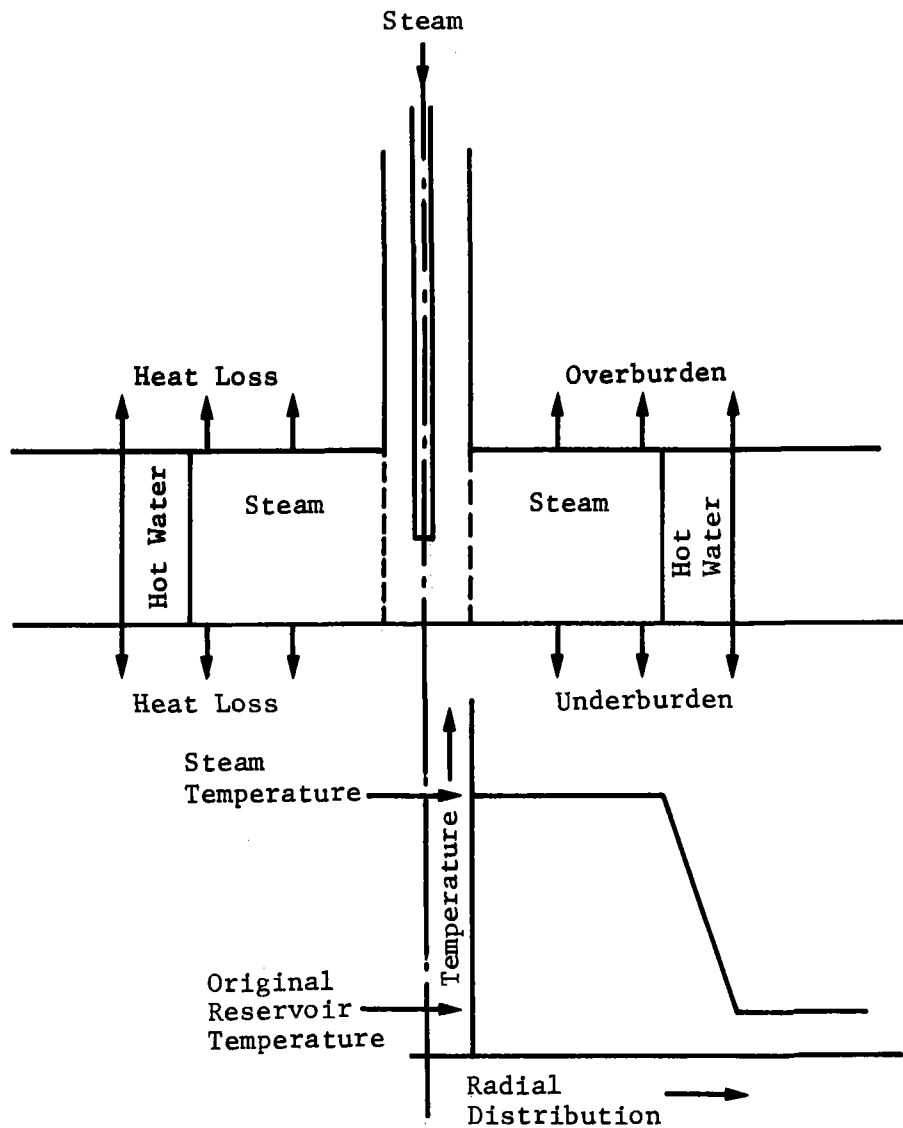 Steam
Heat Loss
Overburden
Hot Water
Steam
Steam
Hot
Water
Heat Loss
Underburden
Steam
Temperature
Temperature
Original
Reservoir
Temperature
Radial
Distribution